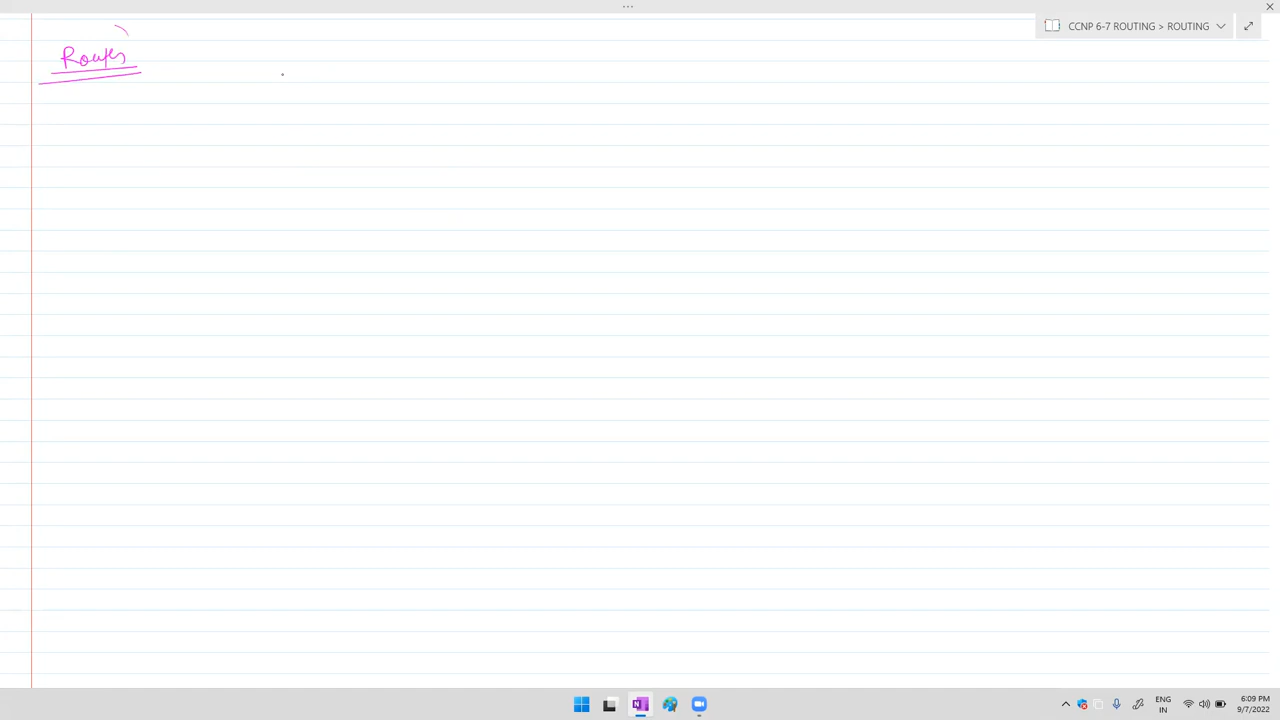 CCNP 6-7 ROUTING > ROUTING
Router
ENG
IN
6:09 PM
9/7/2022